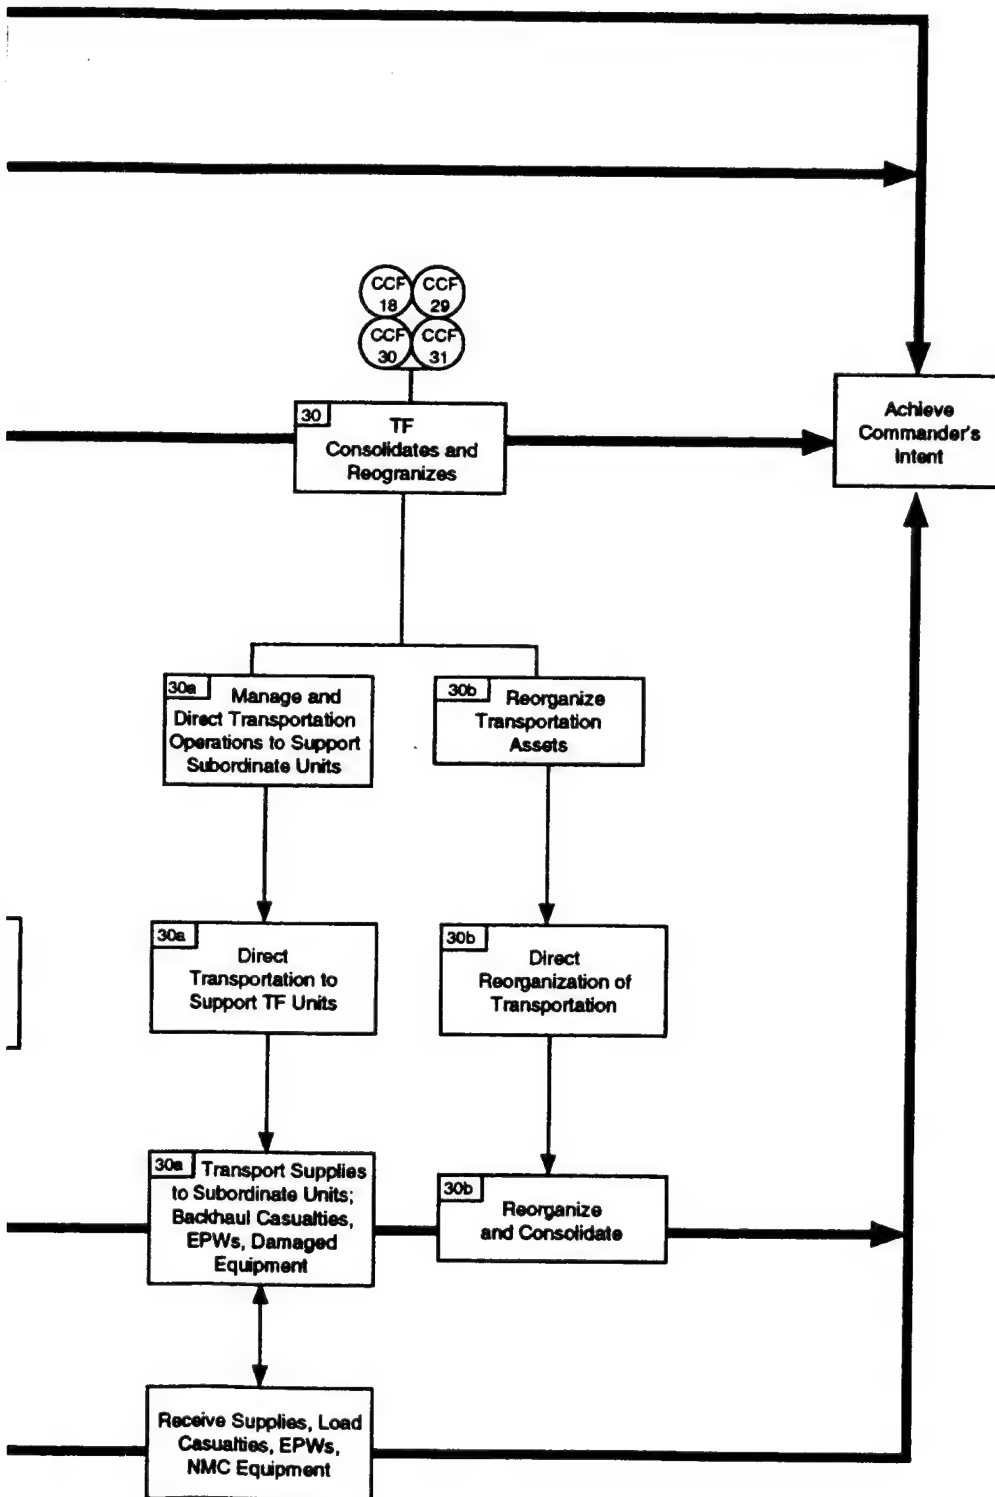 CCF
18
CCF
29
CCF
30
CCF
31
30
TF
Consolidates and
Reogranizes
Achieve
Commander's
Intent
30a
Manage and
Direct Transportation
Operations to Support
Subordinate Units
30b
Reorganize
Transportation
Assets
30a
Direct
Transportation to
Support TF Units
30b
Direct
Reorganization of
Transportation
30a
Transport Supplies
to Subordinate Units;
Backhaul Casualties,
EPWs, Damaged
Equipment
30b
Reorganize
and Consolidate
Receive Supplies, Load
Casualties, EPWs,
NMC Equipment